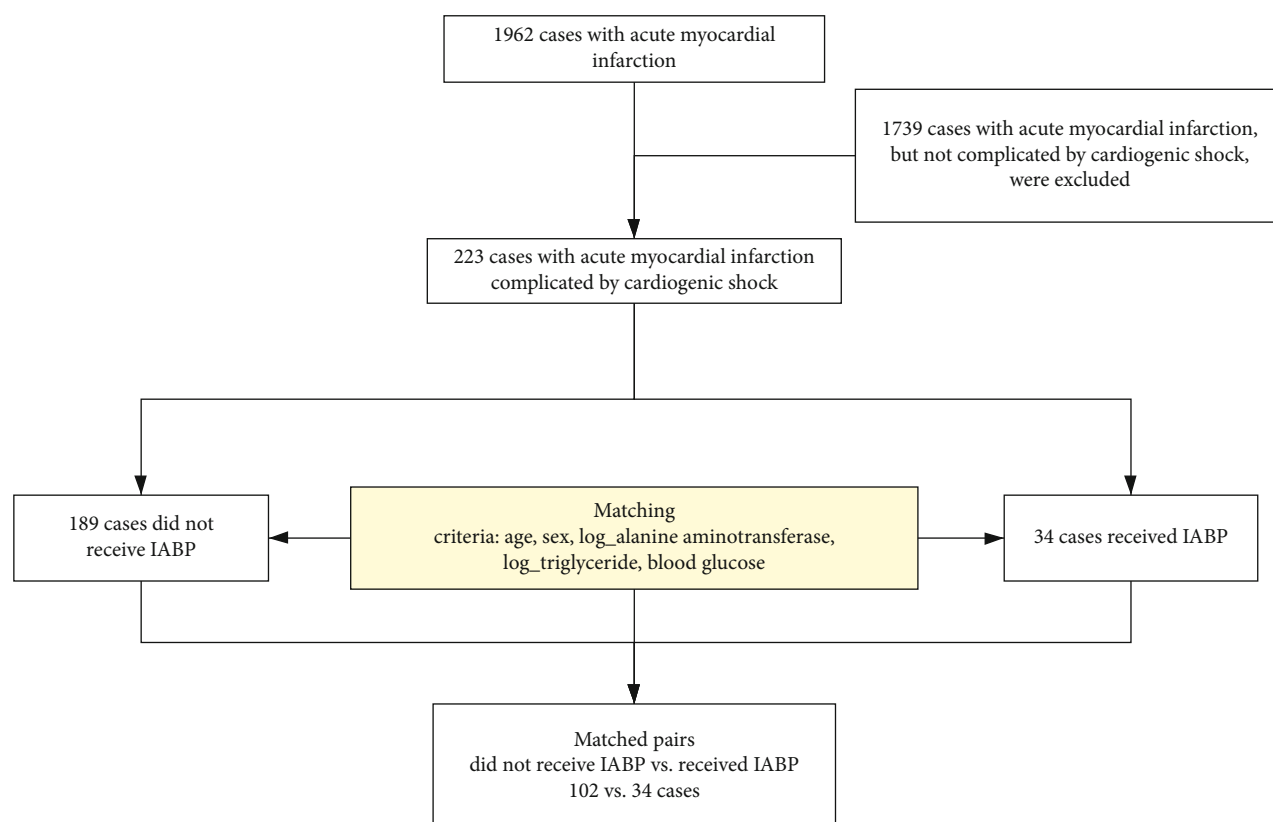 1962 cases with acute myocardial
infarction
1739 cases with acute myocardial infarction,
but not complicated by cardiogenic shock,
were excluded
223 cases with acute myocardial infarction
complicated by cardiogenic shock
189 cases did not
receive IABP
Matching
criteria: age, sex, log_alanine aminotransferase,
log_triglyceride, blood glucose
34 cases received IABP
Matched pairs
did not receive IABP vs. received IABP
102 vs. 34 cases